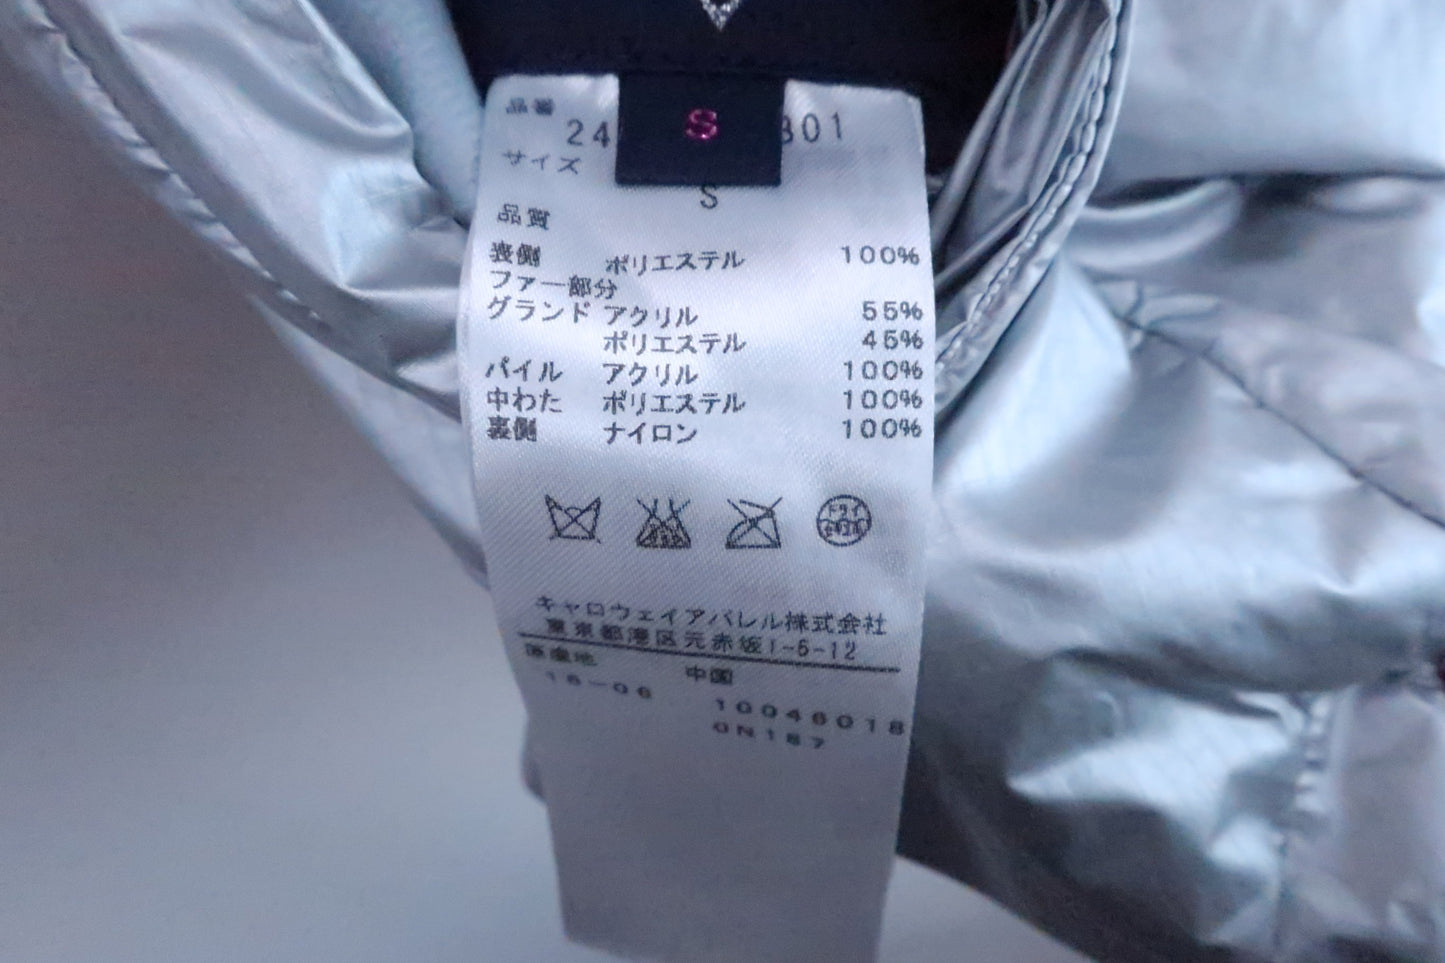 品番
24
301
S
サイズ
S
品質
表側 ポリエステル 100%
ファー部分
グランド アクリル 55%
ポリエステル 45%
パイル アクリル 100%
中わた ポリエステル 100%
裏側 ナイロン 100%
ドライ
キャロウェイアパレル株式会社
東京都港区元赤坂1-5-12
原産地 中国
16-06 10046018
0N187